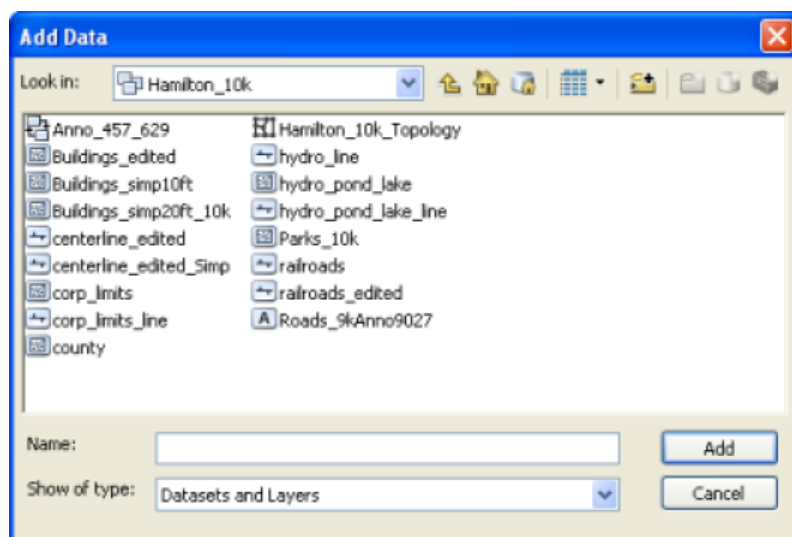 Add Data
Look in: Hamilton_10k
Anno_457_629
Buildings_edited
Buildings_simp10ft
Buildings_simp20ft_10k
centerline_edited
centerline_edited_Simp
corp_limits
corp_limits_line
county
Hamilton_10k_Topology
hydro_line
hydro_pond_lake
hydro_pond_lake_line
Parks_10k
railroads
railroads_edited
A Roads_9kAnno9027
Name:
Add
Show of type: Datasets and Layers
Cancel